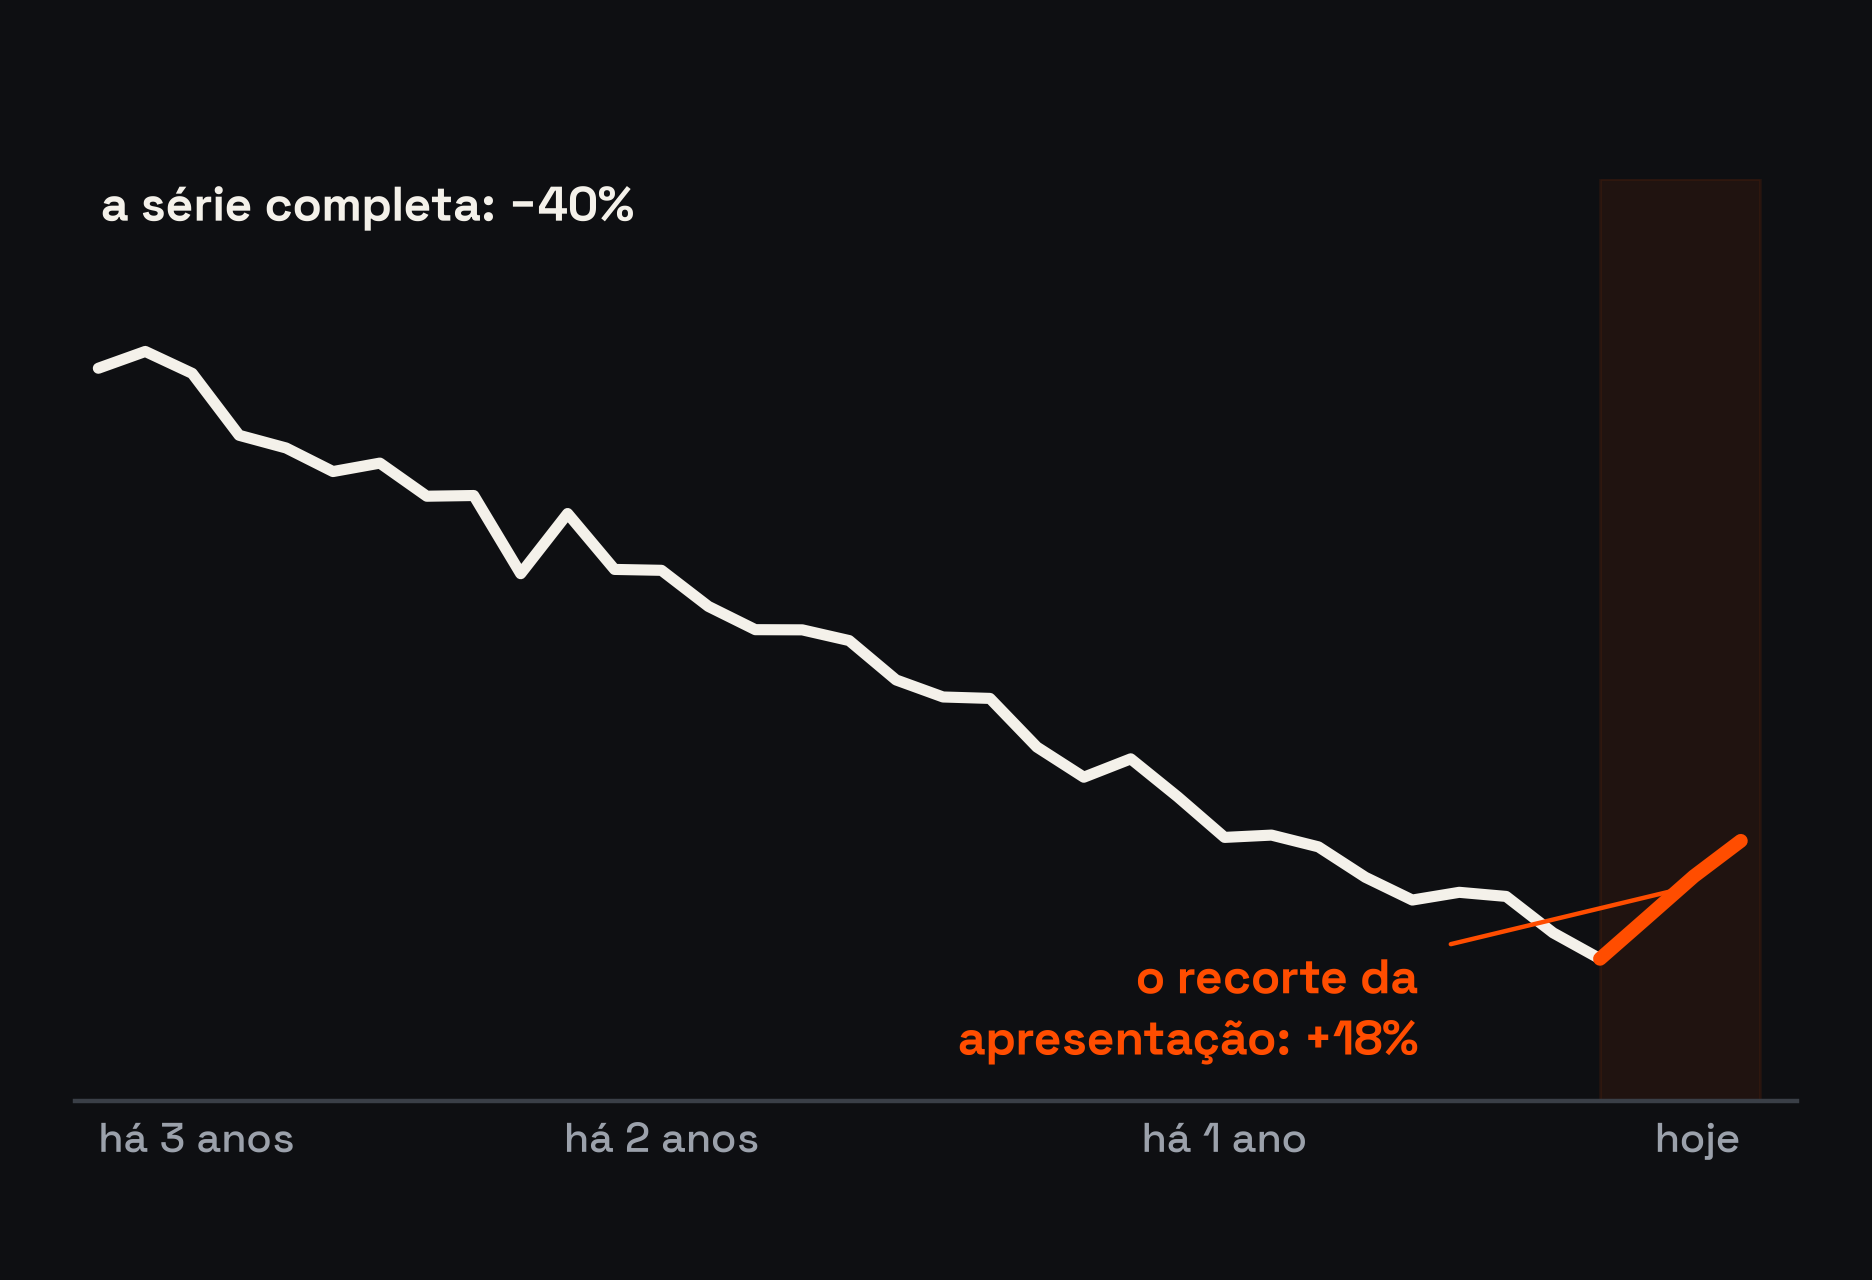 a série completa: −40%
o recorte da
apresentação: +18%
há 3 anos
há 2 anos
há 1 ano
hoje